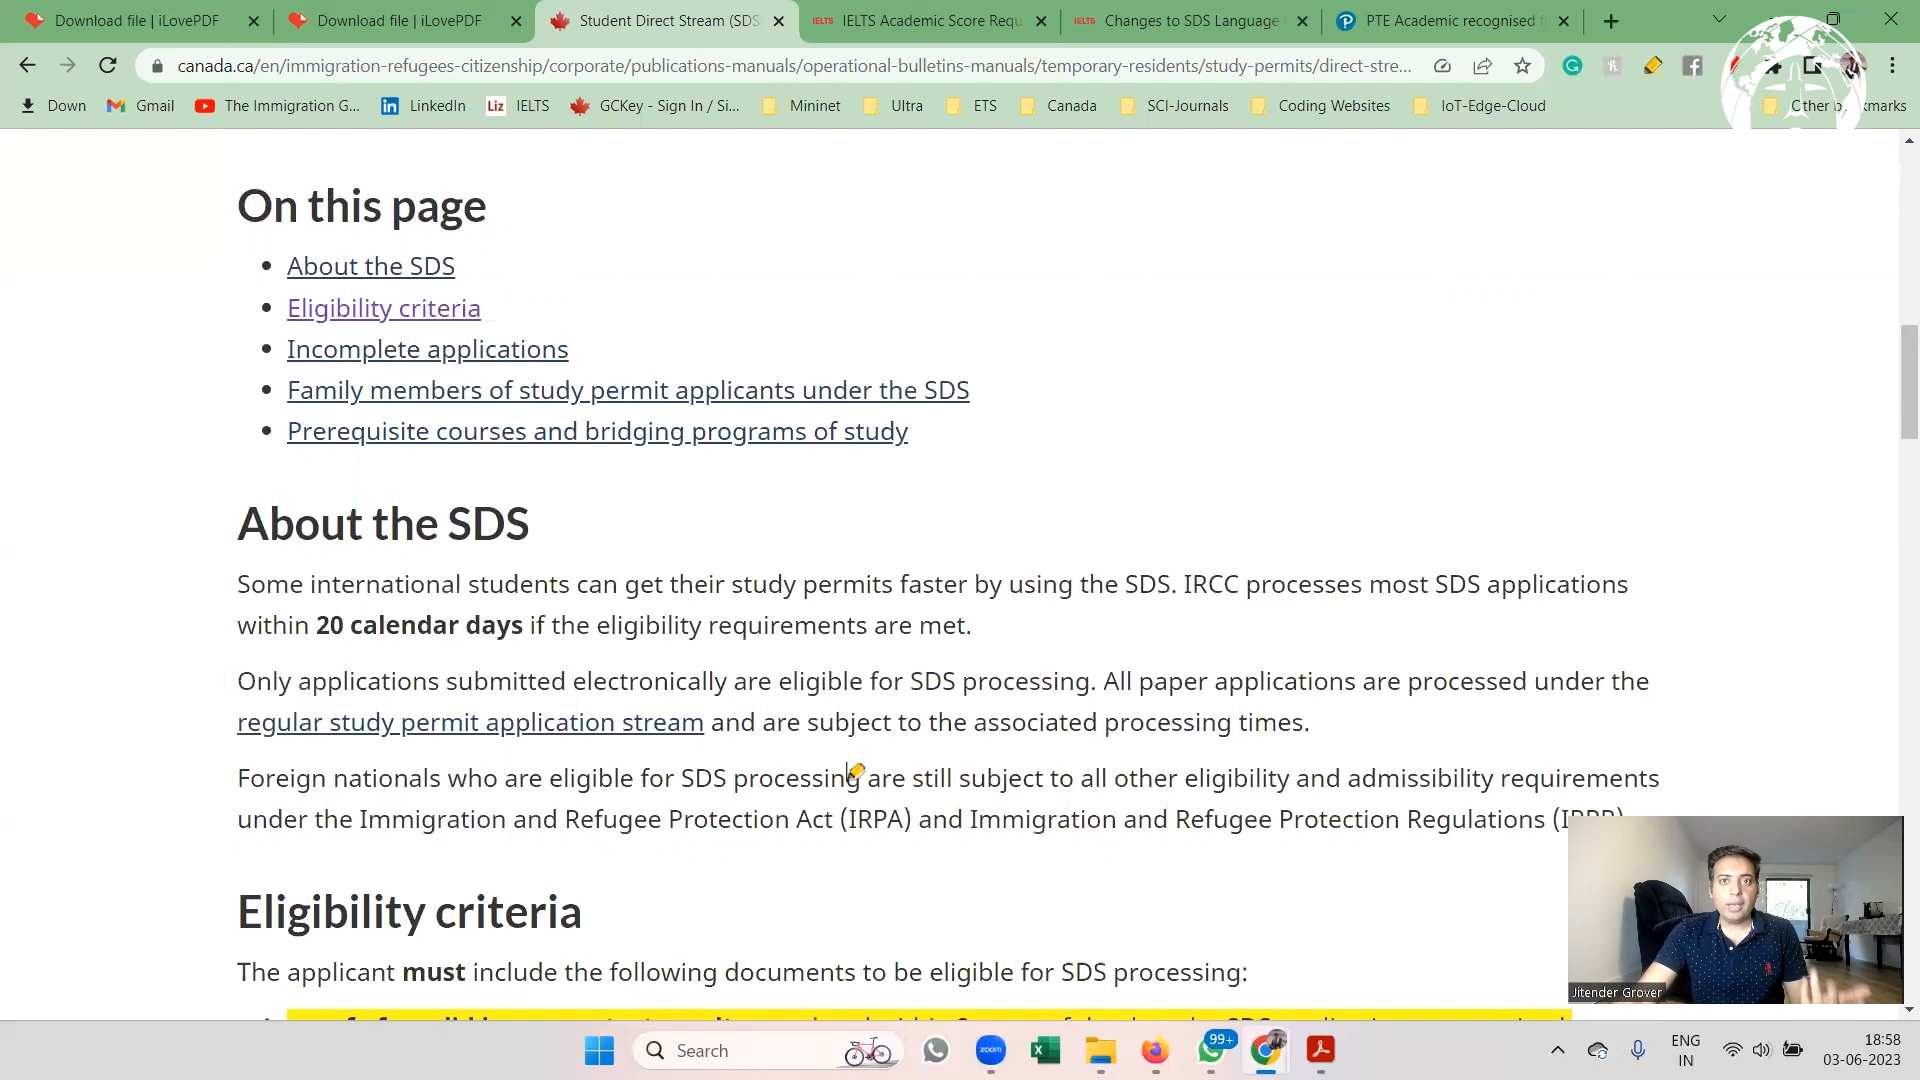 Download file | iLovePDF
Download file | iLovePDF
Student Direct Stream (SDS
IELTS IELTS Academic Score Requ
IELTS Changes to SDS Language
PTE Academic recognised f
canada.ca/en/immigration-refugees-citizenship/corporate/publications-manuals/operational-bulletins-manuals/temporary-residents/study-permits/direct-stre...
Down
Gmail
The Immigration G...
LinkedIn
Liz IELTS
GCKey - Sign In / Si...
Mininet
Ultra
ETS
Canada
SCI-Journals
Coding Websites
IoT-Edge-Cloud
On this page
• About the SDS
• Eligibility criteria
• Incomplete applications
• Family members of study permit applicants under the SDS
• Prerequisite courses and bridging programs of study
About the SDS
Some international students can get their study permits faster by using the SDS. IRCC processes most SDS applications
within 20 calendar days if the eligibility requirements are met.
Only applications submitted electronically are eligible for SDS processing. All paper applications are processed under the
regular study permit application stream and are subject to the associated processing times.
Foreign nationals who are eligible for SDS processing are still subject to all other eligibility and admissibility requirements
under the Immigration and Refugee Protection Act (IRPA) and Immigration and Refugee Protection Regulations
Eligibility criteria
The applicant must include the following documents to be eligible for SDS processing:
Jitender Grover
Search
zoom
99+
ENG
IN
18:58
03-06-2023